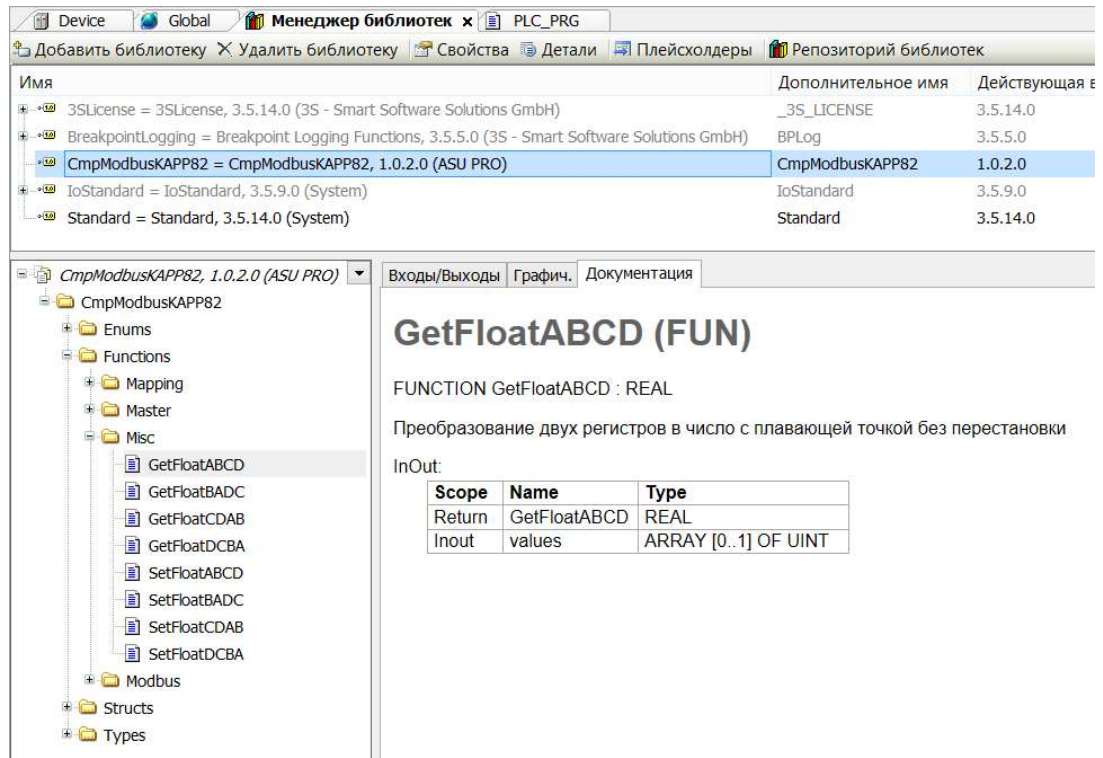 Device Global Менеджер библиотек x PLC_PRG
Добавить библиотеку Удалить библиотеку Свойства Детали Плейсхолдеры Репозиторий библиотек
Имя Дополнительное имя Действующая в
3SLicense = 3SLicense, 3.5.14.0 (3S - Smart Software Solutions GmbH) _3S_LICENSE 3.5.14.0
BreakpointLogging = Breakpoint Logging Functions, 3.5.5.0 (3S - Smart Software Solutions GmbH) BPLog 3.5.5.0
CmpModbusKAPP82 = CmpModbusKAPP82, 1.0.2.0 (ASU PRO) CmpModbusKAPP82 1.0.2.0
IoStandard = IoStandard, 3.5.9.0 (System) IoStandard 3.5.9.0
Standard = Standard, 3.5.14.0 (System) Standard 3.5.14.0
CmpModbusKAPP82, 1.0.2.0 (ASU PRO)
CmpModbusKAPP82
Enums
Functions
Mapping
Master
Misc
GetFloatABCD
GetFloatBADC
GetFloatCDAB
GetFloatDCBA
SetFloatABCD
SetFloatBADC
SetFloatCDAB
SetFloatDCBA
Modbus
Structs
Types
Входы/Выходы Графич. Документация
GetFloatABCD (FUN)
FUNCTION GetFloatABCD : REAL
Преобразование двух регистров в число с плавающей точкой без перестановки
InOut:
Scope Name Type
Return GetFloatABCD REAL
Inout values ARRAY [0..1] OF UINT